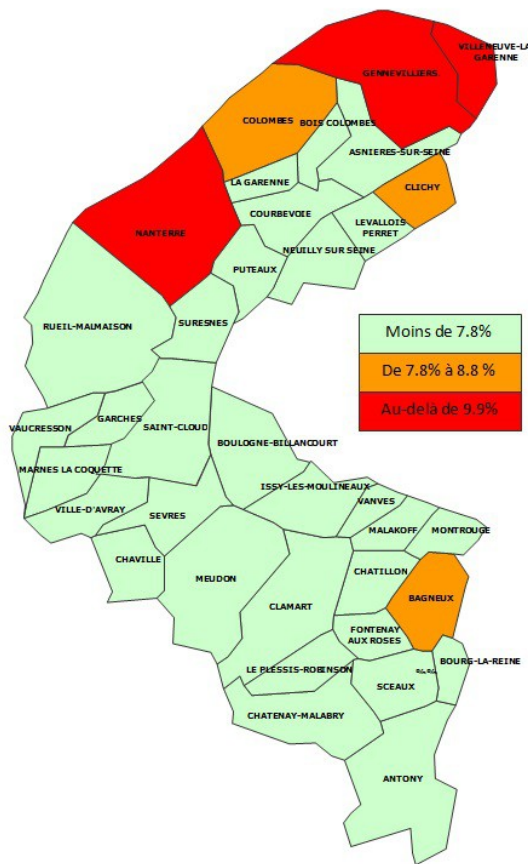 VILLENEUVE-LA
GARENNE
GENNEVILLIERS
COLOMBES
BOIS COLOMBES
ASNIERES-SUR-SEINE
LA GARENNE
CLICHY
COURBEVOIE
LEVALLOIS
PERRET
NANTERRE
NEUILLY SUR SEINE
PUTEAUX
SURESNES
RUEIL-MALMAISON
Moins de 7.8%
De 7.8% à 8.8 %
Au-delà de 9.9%
GARCHES
VAUCRESSON
SAINT-CLOUD
BOULOGNE-BILLANCOURT
MARNES LA COQUETTE
ISSY-LES-MOULINEAUX
VANVES
VILLE-D'AVRAY
SEVRES
MALAKOFF
MONTROUGE
CHAVILLE
CHATILLON
MEUDON
BAGNEUX
CLAMART
FONTENAY
AUX ROSES
BOURG-LA-REINE
LE PLESSIS-ROBINSON
SCEAUX
CHATENAY-MALABRY
ANTONY